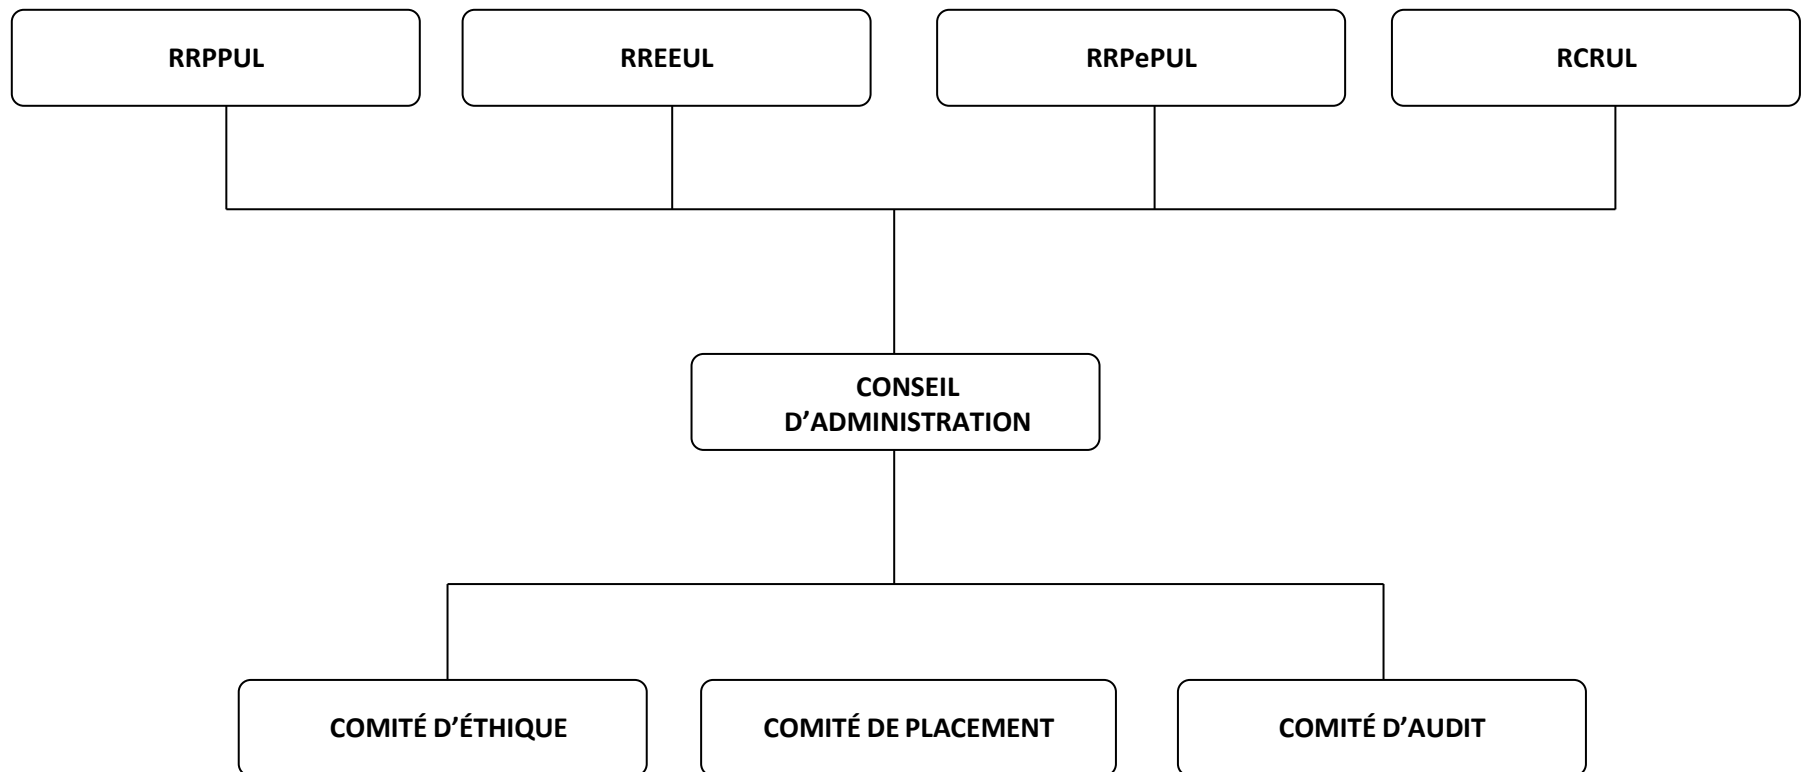 RRPPUL
RREEUL
RRPePUL
RCRUL
CONSEIL
D’ADMINISTRATION
COMITÉ D’ÉTHIQUE
COMITÉ DE PLACEMENT
COMITÉ D’AUDIT